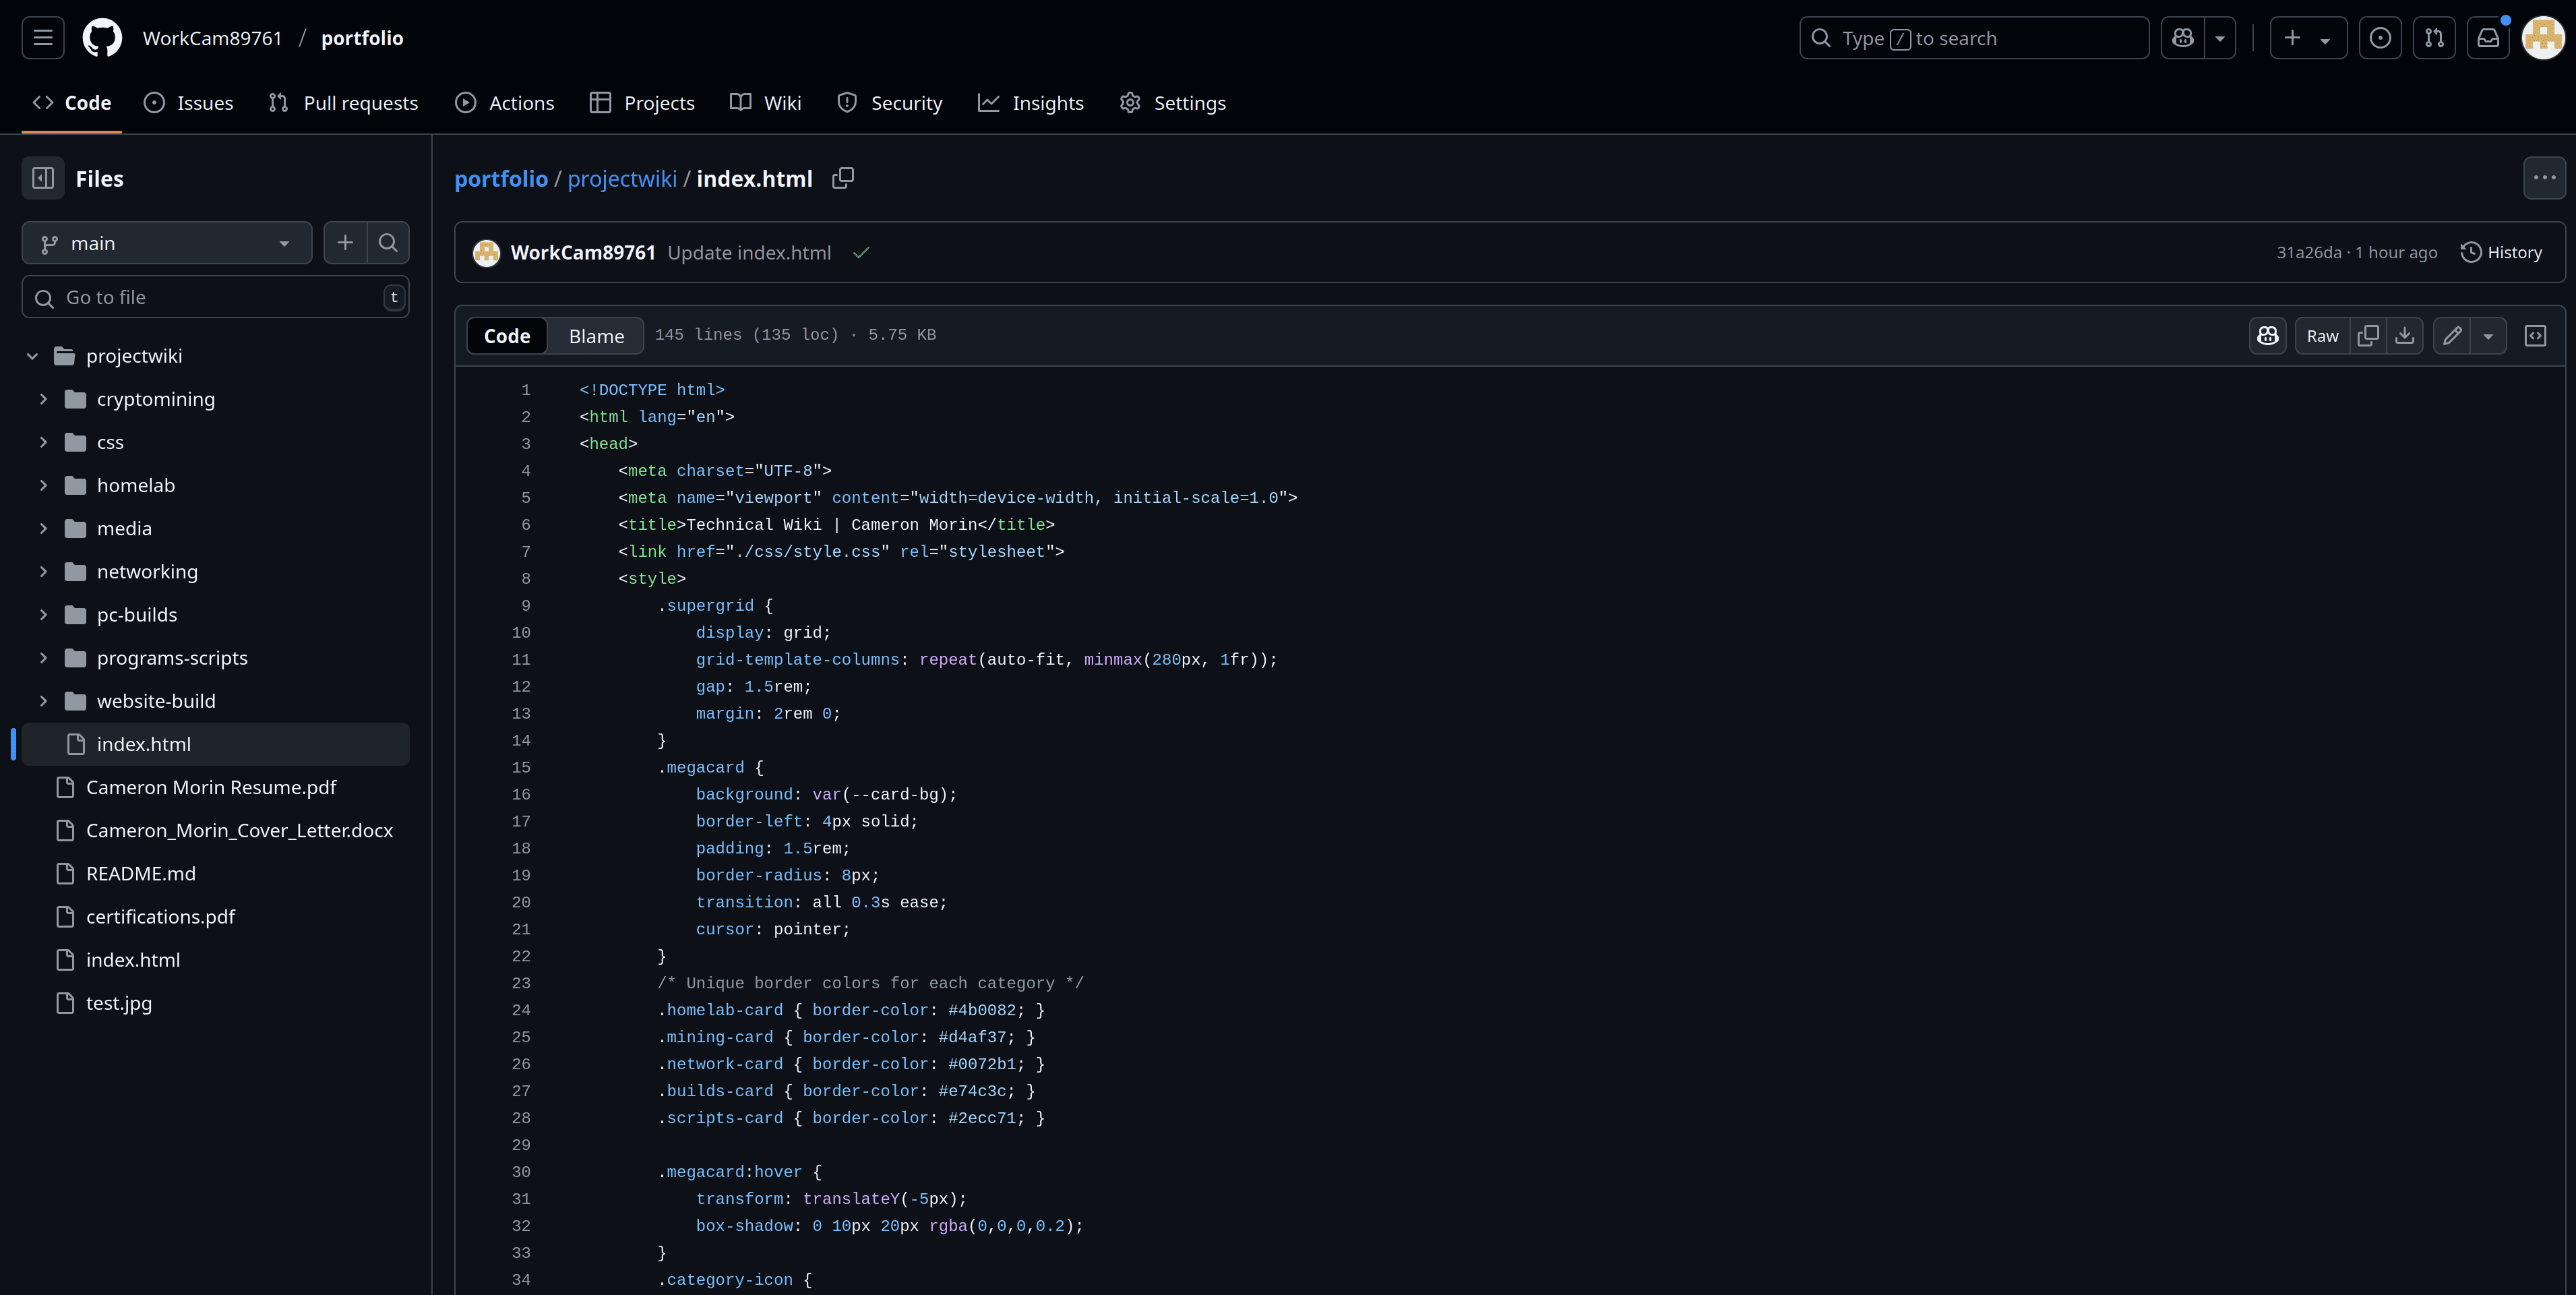 WorkCam89761 / portfolio
Type / to search
Code Issues Pull requests Actions Projects Wiki Security Insights Settings
Files
main
Go to file t
projectwiki
cryptomining
css
homelab
media
networking
pc-builds
programs-scripts
website-build
index.html
Cameron Morin Resume.pdf
Cameron_Morin_Cover_Letter.docx
README.md
certifications.pdf
index.html
test.jpg
portfolio / projectwiki / index.html
WorkCam89761 Update index.html
31a26da · 1 hour ago History
Code Blame 145 lines (135 loc) · 5.75 KB
Raw
1 <!DOCTYPE html>
2 <html lang="en">
3 <head>
4 <meta charset="UTF-8">
5 <meta name="viewport" content="width=device-width, initial-scale=1.0">
6 <title>Technical Wiki | Cameron Morin</title>
7 <link href="./css/style.css" rel="stylesheet">
8 <style>
9 .supergrid {
10 display: grid;
11 grid-template-columns: repeat(auto-fit, minmax(280px, 1fr));
12 gap: 1.5rem;
13 margin: 2rem 0;
14 }
15 .megacard {
16 background: var(--card-bg);
17 border-left: 4px solid;
18 padding: 1.5rem;
19 border-radius: 8px;
20 transition: all 0.3s ease;
21 cursor: pointer;
22 }
23 /* Unique border colors for each category */
24 .homelab-card { border-color: #4b0082; }
25 .mining-card { border-color: #d4af37; }
26 .network-card { border-color: #0072b1; }
27 .builds-card { border-color: #e74c3c; }
28 .scripts-card { border-color: #2ecc71; }
29
30 .megacard:hover {
31 transform: translateY(-5px);
32 box-shadow: 0 10px 20px rgba(0,0,0,0.2);
33 }
34 .category-icon {